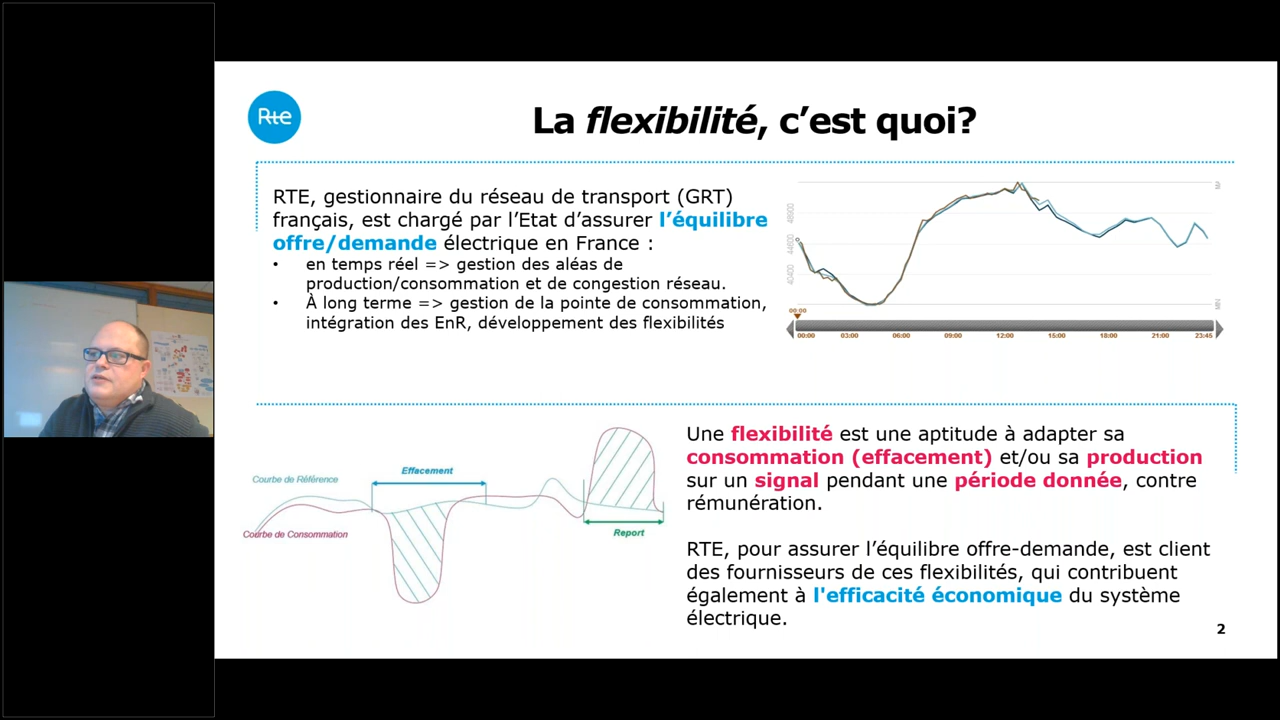 Rte
La flexibilité, c’est quoi?
RTE, gestionnaire du réseau de transport (GRT)
français, est chargé par l’Etat d’assurer l’équilibre
offre/demande électrique en France :
• en temps réel => gestion des aléas de
production/consommation et de congestion réseau.
• À long terme => gestion de la pointe de consommation,
intégration des EnR, développement des flexibilités
48600
44600
40400
00:00
00:00 03:00 06:00 09:00 12:00 15:00 18:00 21:00 23:45
Effacement
Courbe de Référence
Courbe de Consommation
Report
Une flexibilité est une aptitude à adapter sa
consommation (effacement) et/ou sa production
sur un signal pendant une période donnée, contre
rémunération.
RTE, pour assurer l’équilibre offre-demande, est client
des fournisseurs de ces flexibilités, qui contribuent
également à l'efficacité économique du système
électrique.
2